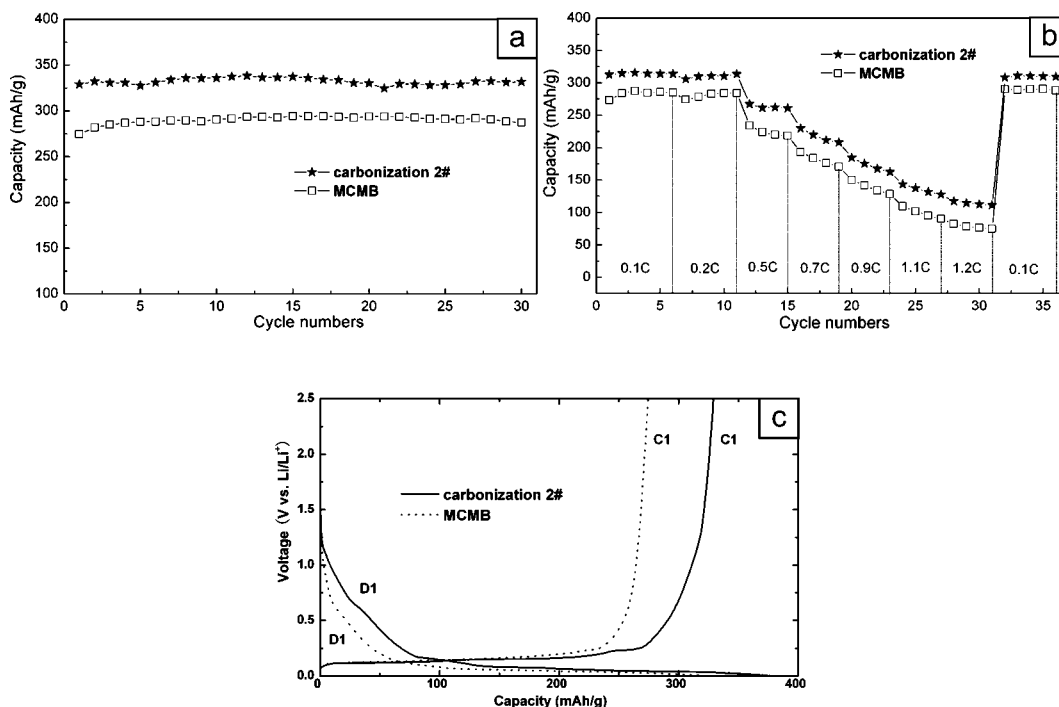 a
400
350
300
250
200
150
100
Capacity (mAh/g)
carbonization 2#
MCMB
0
5
10
15
20
25
30
Cycle numbers
b
400
350
300
250
200
150
100
50
0
Capacity (mAh/g)
carbonization 2#
MCMB
0.1C
0.2C
0.5C
0.7C
0.9C
1.1C
1.2C
0.1C
0
5
10
15
20
25
30
35
Cycle numbers
c
2.5
2.0
1.5
1.0
0.5
0.0
Voltage (V vs. Li/Li⁺)
C1
C1
carbonization 2#
MCMB
D1
D1
0
100
200
300
400
Capacity (mAh/g)